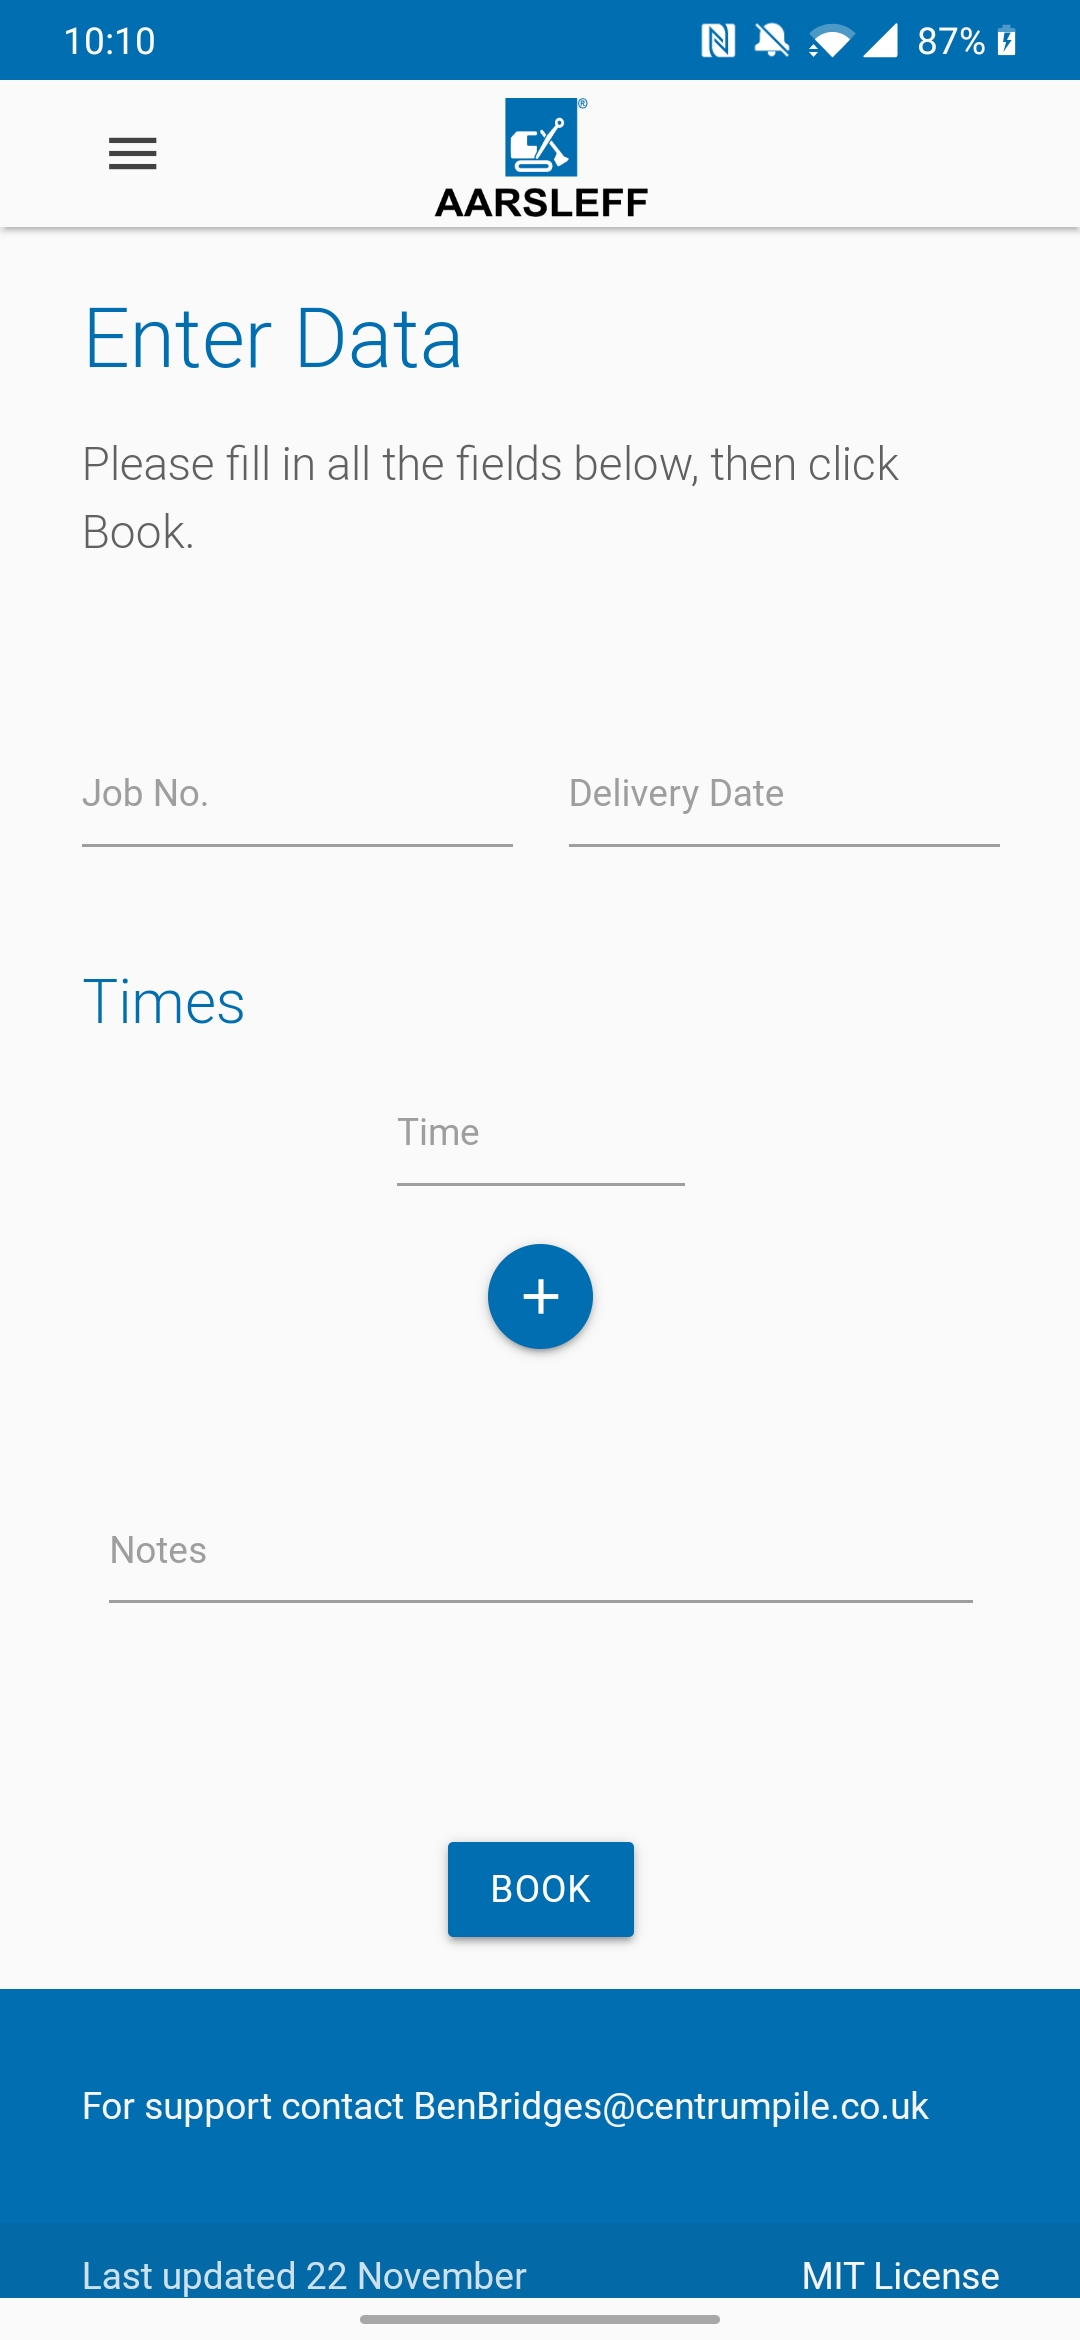 10:10 87%
®
AARSLEFF
Enter Data
Please fill in all the fields below, then click
Book.
Job No. Delivery Date
Times
Time
+
Notes
BOOK
For support contact BenBridges@centrumpile.co.uk
Last updated 22 November MIT License